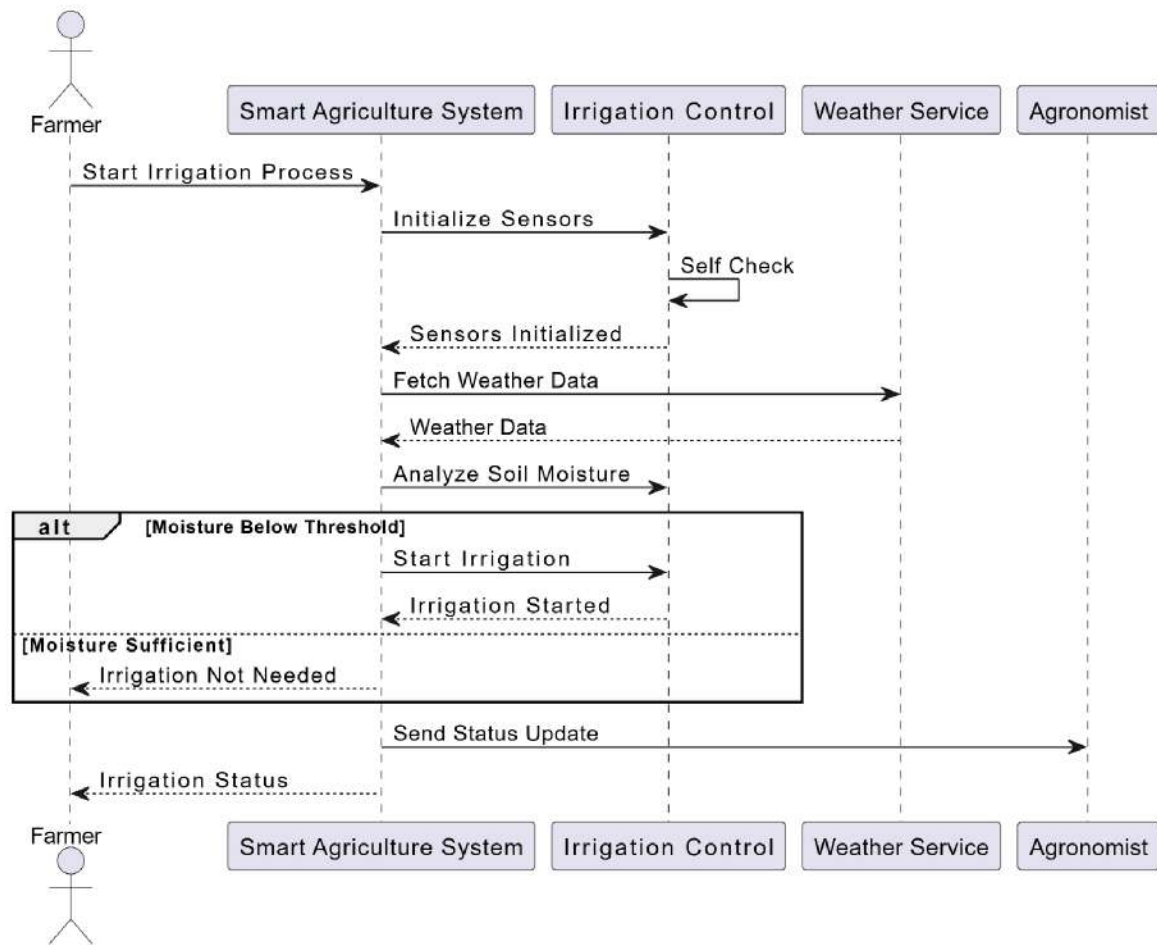 Farmer
Smart Agriculture System
Irrigation Control
Weather Service
Agronomist
Start Irrigation Process
Initialize Sensors
Self Check
Sensors Initialized
Fetch Weather Data
Weather Data
Analyze Soil Moisture
alt
[Moisture Below Threshold]
Start Irrigation
Irrigation Started
[Moisture Sufficient]
Irrigation Not Needed
Send Status Update
Irrigation Status
Farmer
Smart Agriculture System
Irrigation Control
Weather Service
Agronomist